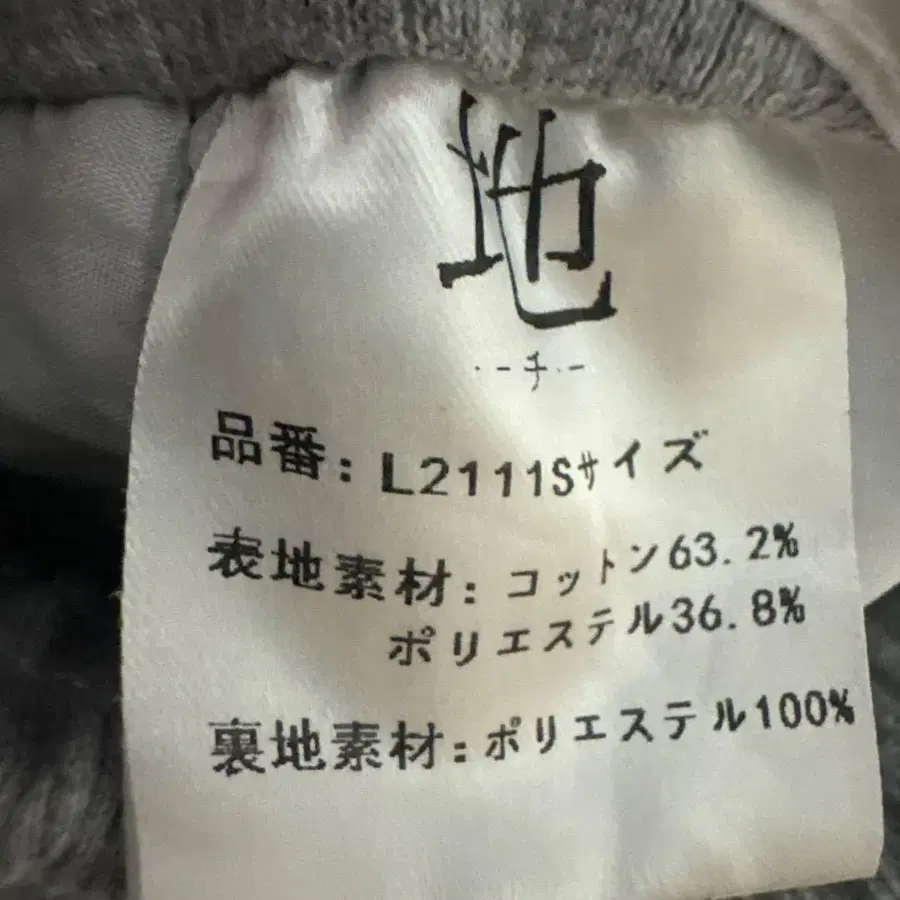 地
--チ--
品番: L2111Sサイズ
表地素材: コットン63.2%
ポリエステル36.8%
裏地素材: ポリエステル100%